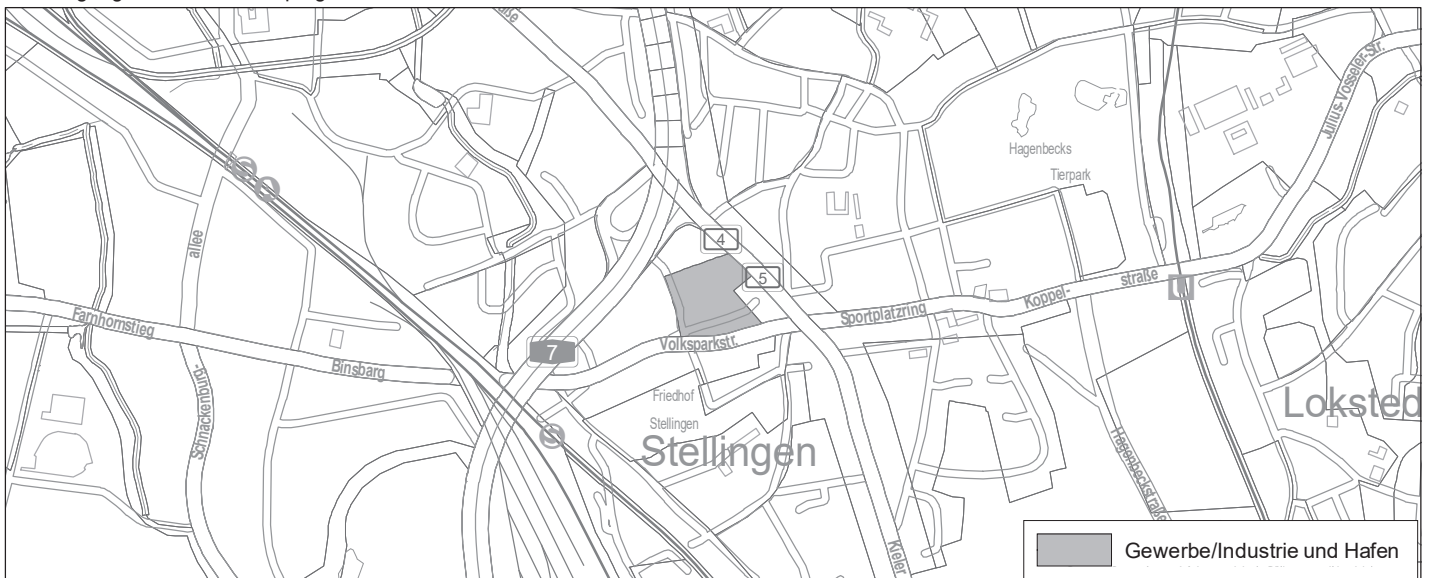 Hagenbecks
Tierpark
Julius-Vosseler-Str.
allee
4
5
Koppel-
straße
Sportplatzring
U
Farnhornstieg
Binsbarg
7
Volksparkstr.
Friedhof
Stellingen
Stellingen
S
Schnackenburg-
Loksted
Hagenbeckstraße
Kieler
Gewerbe/Industrie und Hafen